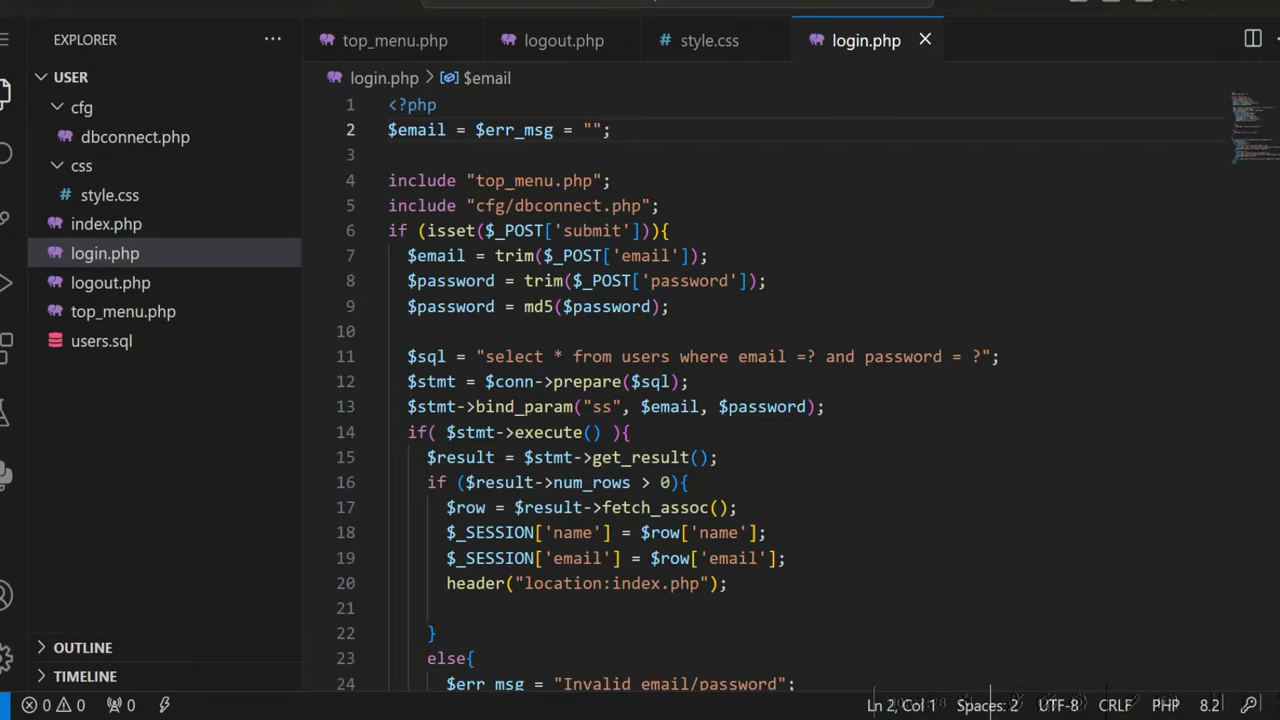 EXPLORER
top_menu.php
logout.php
# style.css
login.php
USER
cfg
dbconnect.php
css
# style.css
index.php
login.php
logout.php
top_menu.php
users.sql
OUTLINE
TIMELINE
login.php > $email
1 <?php
2 $email = $err_msg = "";
3
4 include "top_menu.php";
5 include "cfg/dbconnect.php";
6 if (isset($_POST['submit'])){
7 $email = trim($_POST['email']);
8 $password = trim($_POST['password']);
9 $password = md5($password);
10
11 $sql = "select * from users where email =? and password = ?";
12 $stmt = $conn->prepare($sql);
13 $stmt->bind_param("ss", $email, $password);
14 if( $stmt->execute() ){
15 $result = $stmt->get_result();
16 if ($result->num_rows > 0){
17 $row = $result->fetch_assoc();
18 $_SESSION['name'] = $row['name'];
19 $_SESSION['email'] = $row['email'];
20 header("location:index.php");
21
22 }
23 else{
24 $err_msg = "Invalid email/password";
0 0 0 Ln 2, Col 1 Spaces: 2 UTF-8 CRLF PHP 8.2